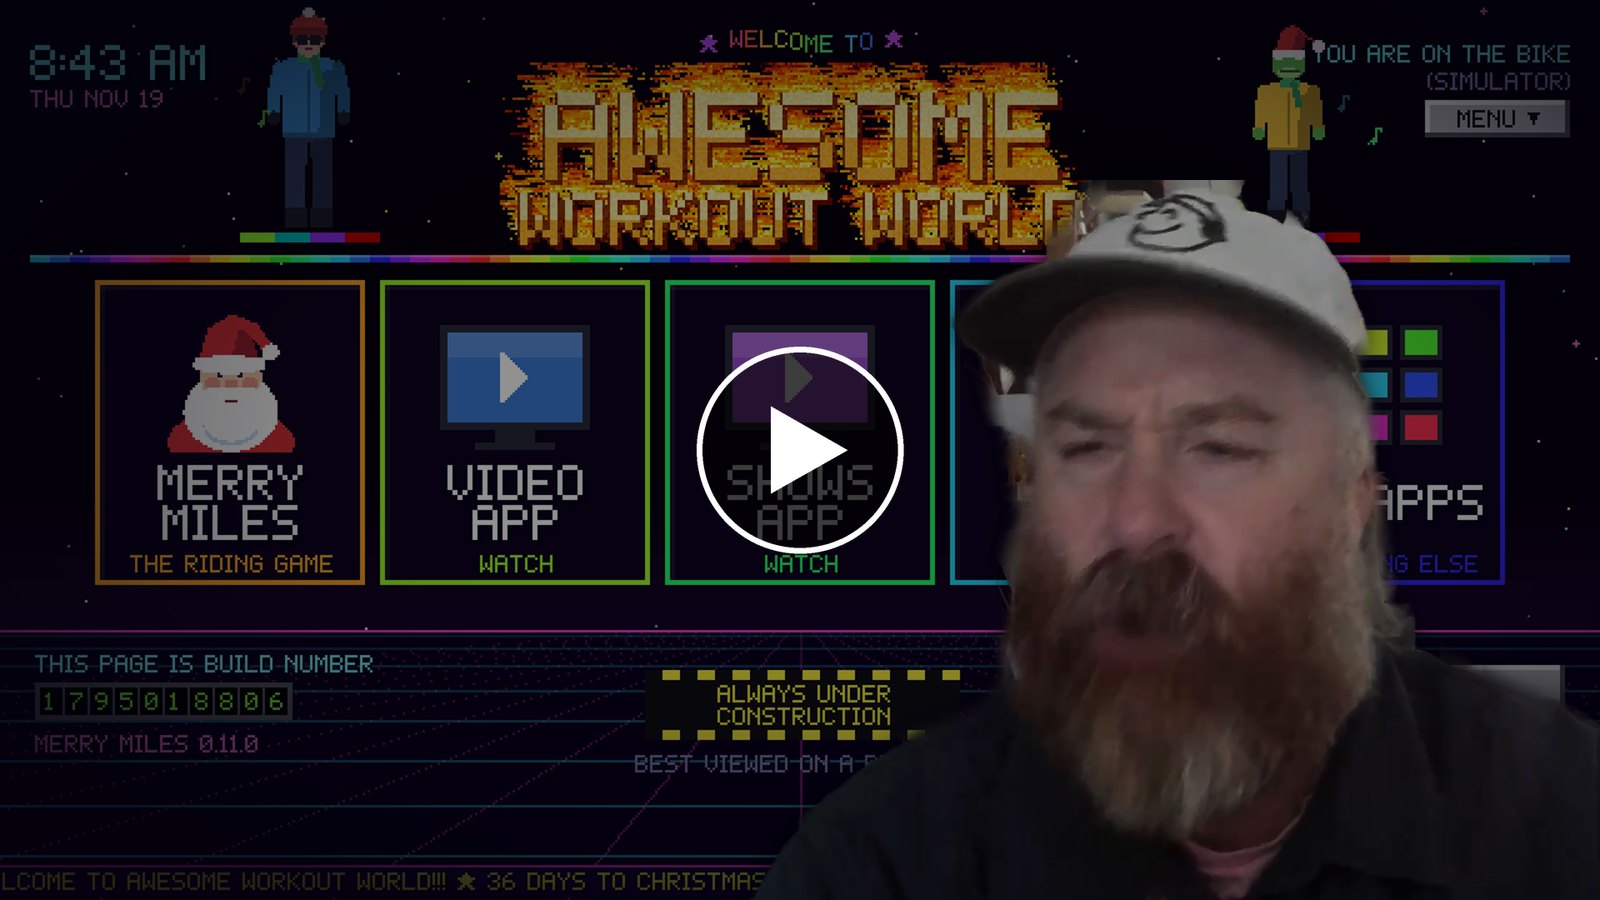 8:43 AM
THU NOV 19
WELCOME TO
AWESOME
WORKOUT WORLD
YOU ARE ON THE BIKE
(SIMULATOR)
MENU ▼
MERRY
MILES
THE RIDING GAME
VIDEO
APP
WATCH
SHOWS
APP
WATCH
APPS
ELSE
THIS PAGE IS BUILD NUMBER
1795018806
MERRY MILES 0.11.0
ALWAYS UNDER
CONSTRUCTION
BEST VIEWED ON A
LCOME TO AWESOME WORKOUT WORLD!!! ★ 36 DAYS TO CHRISTMAS